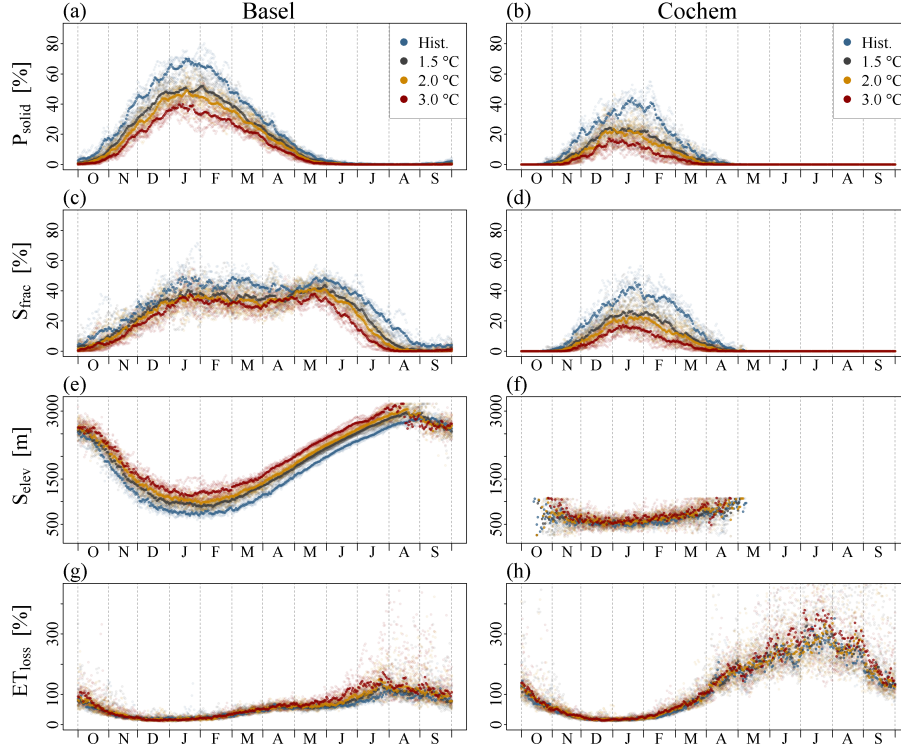 (a) Basel
(b) Cochem
P_solid [%]
80
60
40
20
0
Hist.
1.5 °C
2.0 °C
3.0 °C
O N D J F M A M J J A S
80
60
40
20
0
Hist.
1.5 °C
2.0 °C
3.0 °C
O N D J F M A M J J A S
(c)
(d)
S_frac [%]
80
60
40
20
0
O N D J F M A M J J A S
80
60
40
20
0
O N D J F M A M J J A S
(e)
(f)
S_elev [m]
3000
1500
500
O N D J F M A M J J A S
3000
1500
500
O N D J F M A M J J A S
(g)
(h)
ET_loss [%]
300
100
0
O N D J F M A M J J A S
300
100
0
O N D J F M A M J J A S